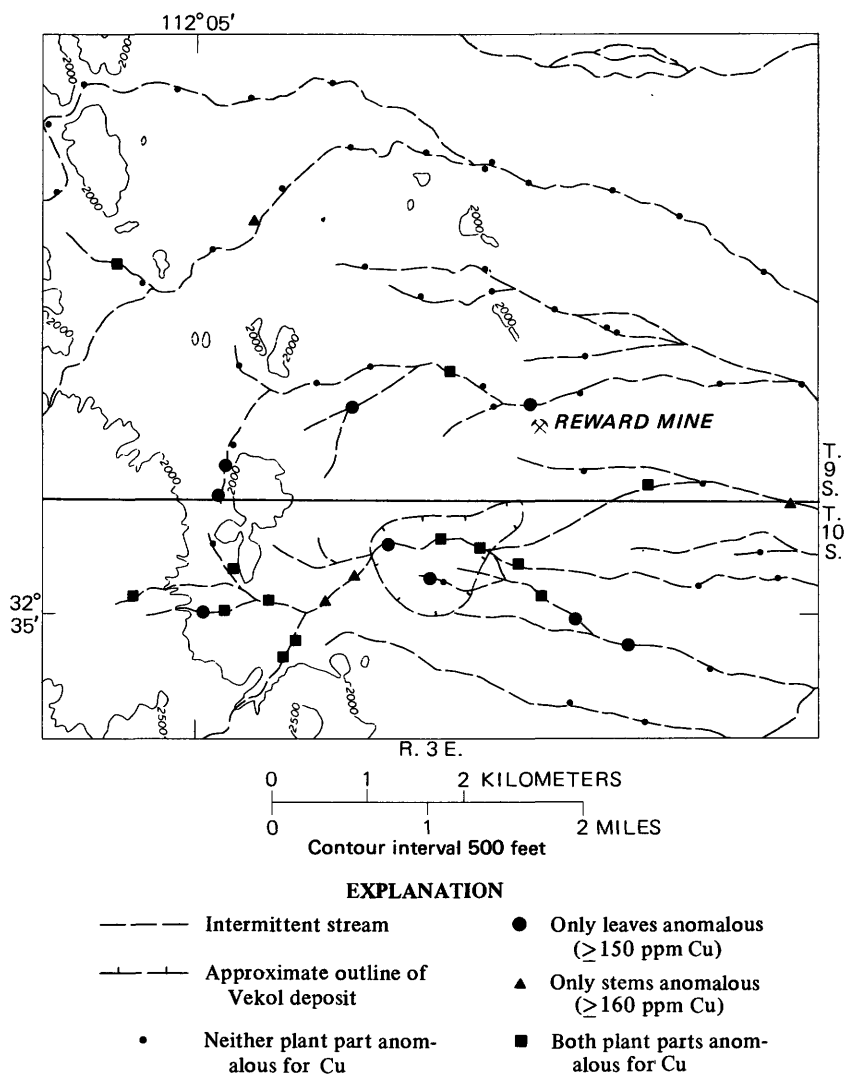 112°05′
2000
2000
2000
2000
2000
2000
2000
2000
2000
REWARD MINE
2000
2000
T.
9
S.
T.
10
S.
32°
35′
2500
2500
2000
R. 3 E.
0 1 2 KILOMETERS
0 1 2 MILES
Contour interval 500 feet
EXPLANATION
Intermittent stream
Approximate outline of
Vekol deposit
Neither plant part anom-
alous for Cu
Only leaves anomalous
(≥150 ppm Cu)
Only stems anomalous
(≥160 ppm Cu)
Both plant parts anom-
alous for Cu